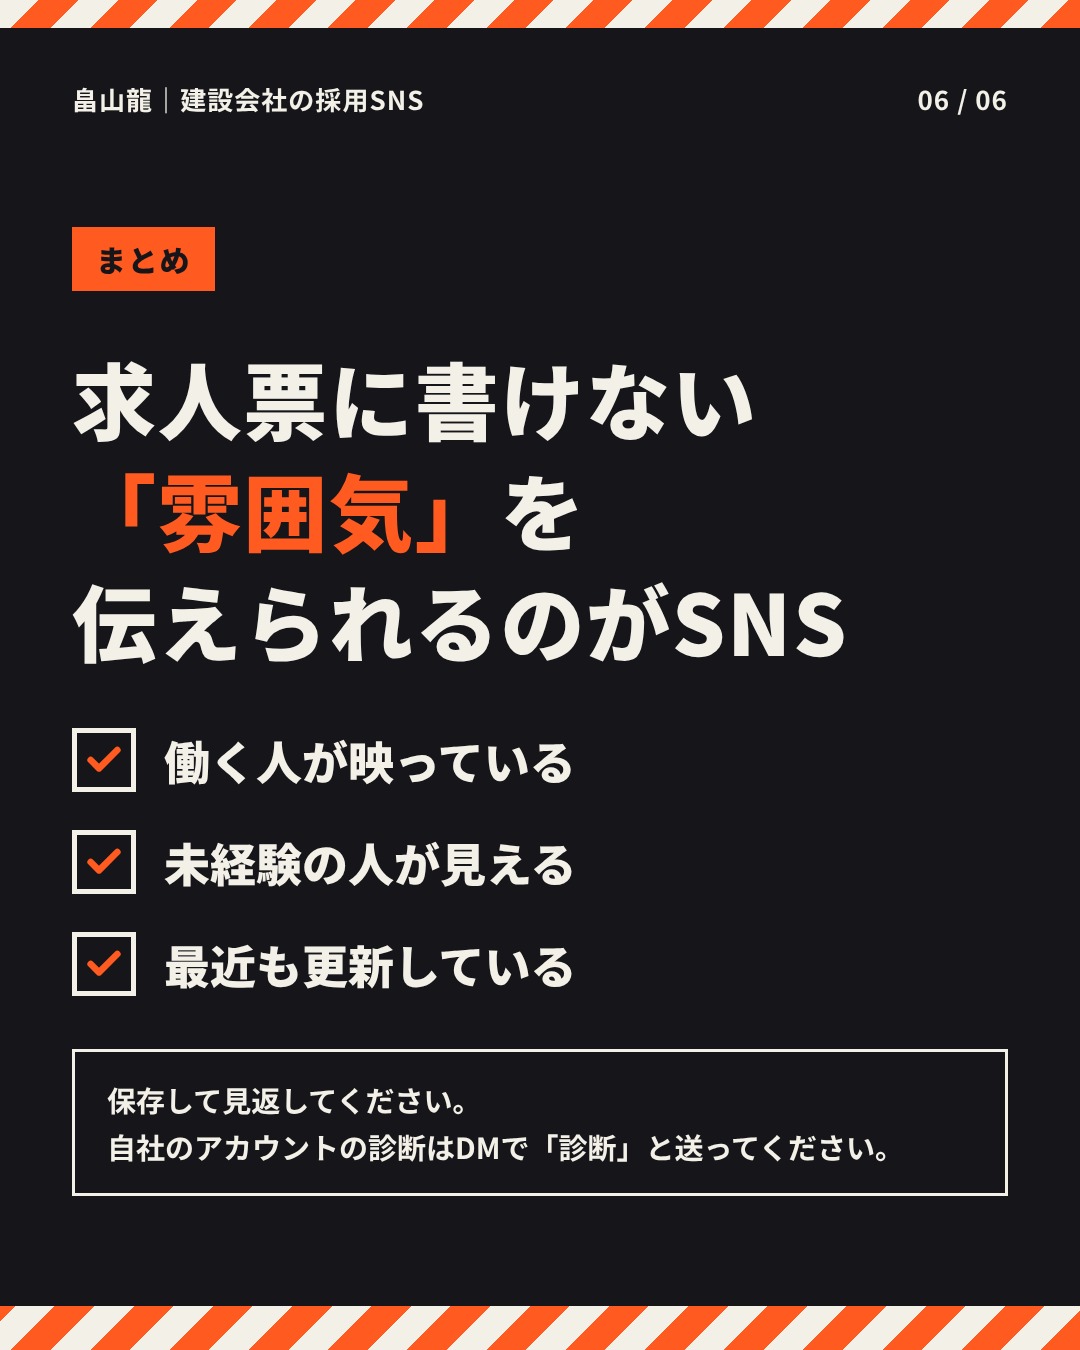 畠山龍｜建設会社の採用SNS
06 / 06
まとめ
求人票に書けない
「雰囲気」を
伝えられるのがSNS
働く人が映っている
未経験の人が見える
最近も更新している
保存して見返してください。
自社のアカウントの診断はDMで「診断」と送ってください。